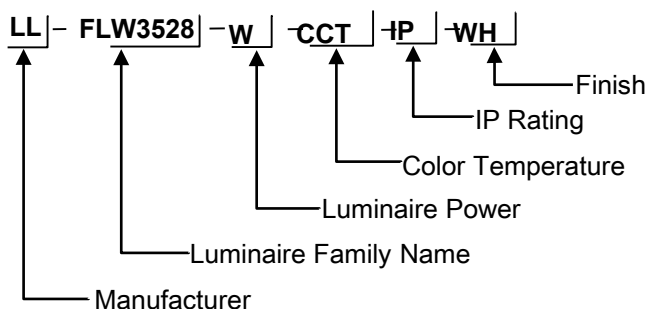 LL – FLW3528 – W – CCT – IP – WH
Finish
IP Rating
Color Temperature
Luminaire Power
Luminaire Family Name
Manufacturer